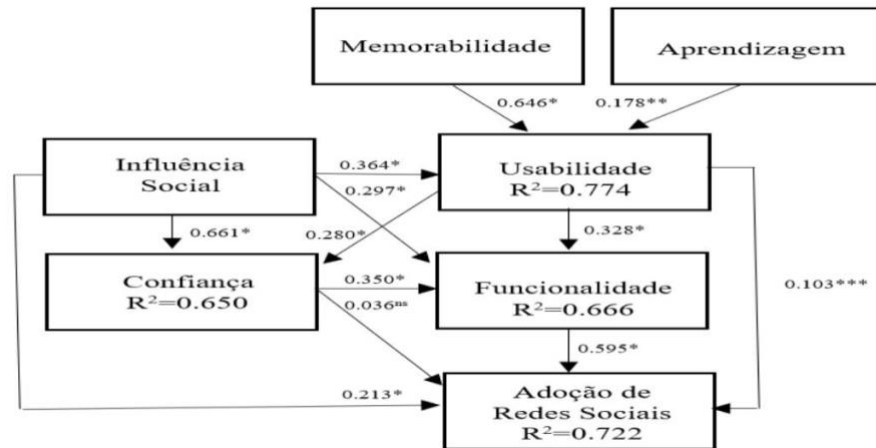 Memorabilidade
Aprendizagem
0.646*
0.178**
Influência
Social
0.364*
0.297*
Usabilidade
R²=0.774
0.661*
0.280*
0.328*
Confiança
R²=0.650
0.350*
0.036ⁿˢ
Funcionalidade
R²=0.666
0.103***
0.595*
0.213*
Adoção de
Redes Sociais
R²=0.722